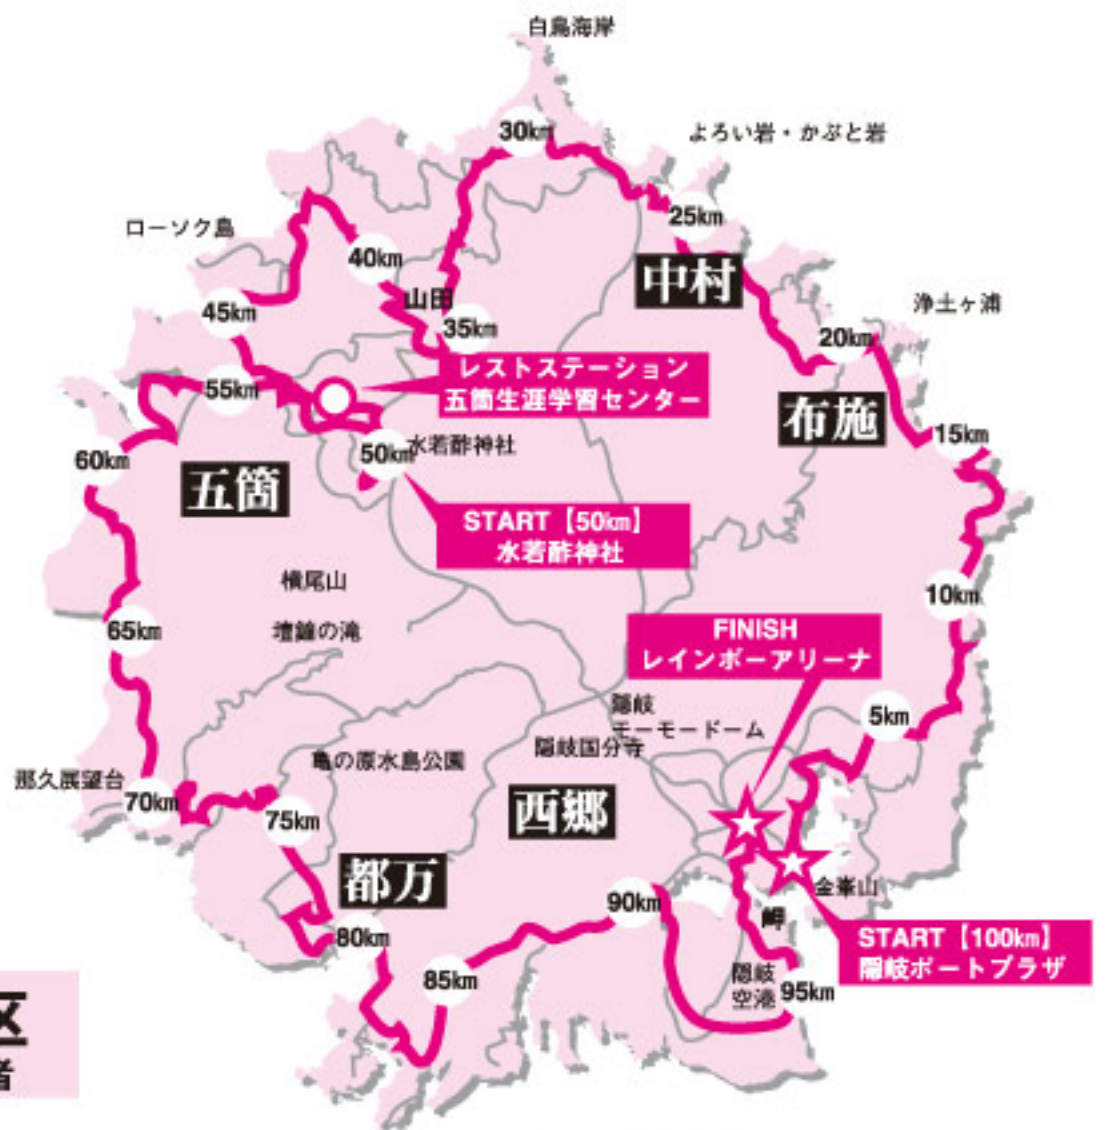 白鳥海岸
30km
よろい岩・かぶと岩
25km
ローソク島
40km
中村
山田
45km
35km
20km
浄土ヶ浦
レストステーション
五箇生涯学習センター
55km
布施
15km
60km
50km
水若酢神社
五箇
START【50km】
水若酢神社
横尾山
10km
65km
壇鏡の滝
FINISH
レインボーアリーナ
隠岐
モーモードーム
5km
隠岐国分寺
亀の原水鳥公園
那久展望台
70km
75km
西郷
都万
金峯山
90km
岬
80km
START【100km】
隠岐ポートプラザ
85km
隠岐
空港
95km
区
者